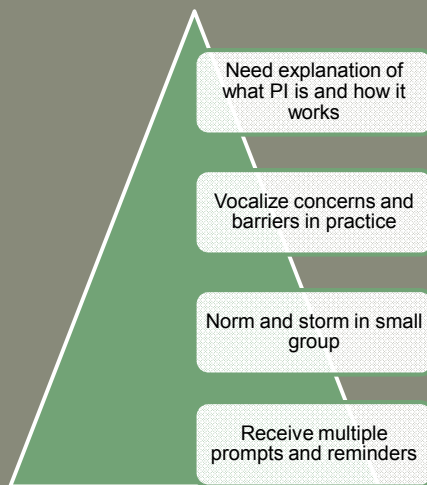 Need explanation of
what PI is and how it
works
Vocalize concerns and
barriers in practice
Norm and storm in small
group
Receive multiple
prompts and reminders